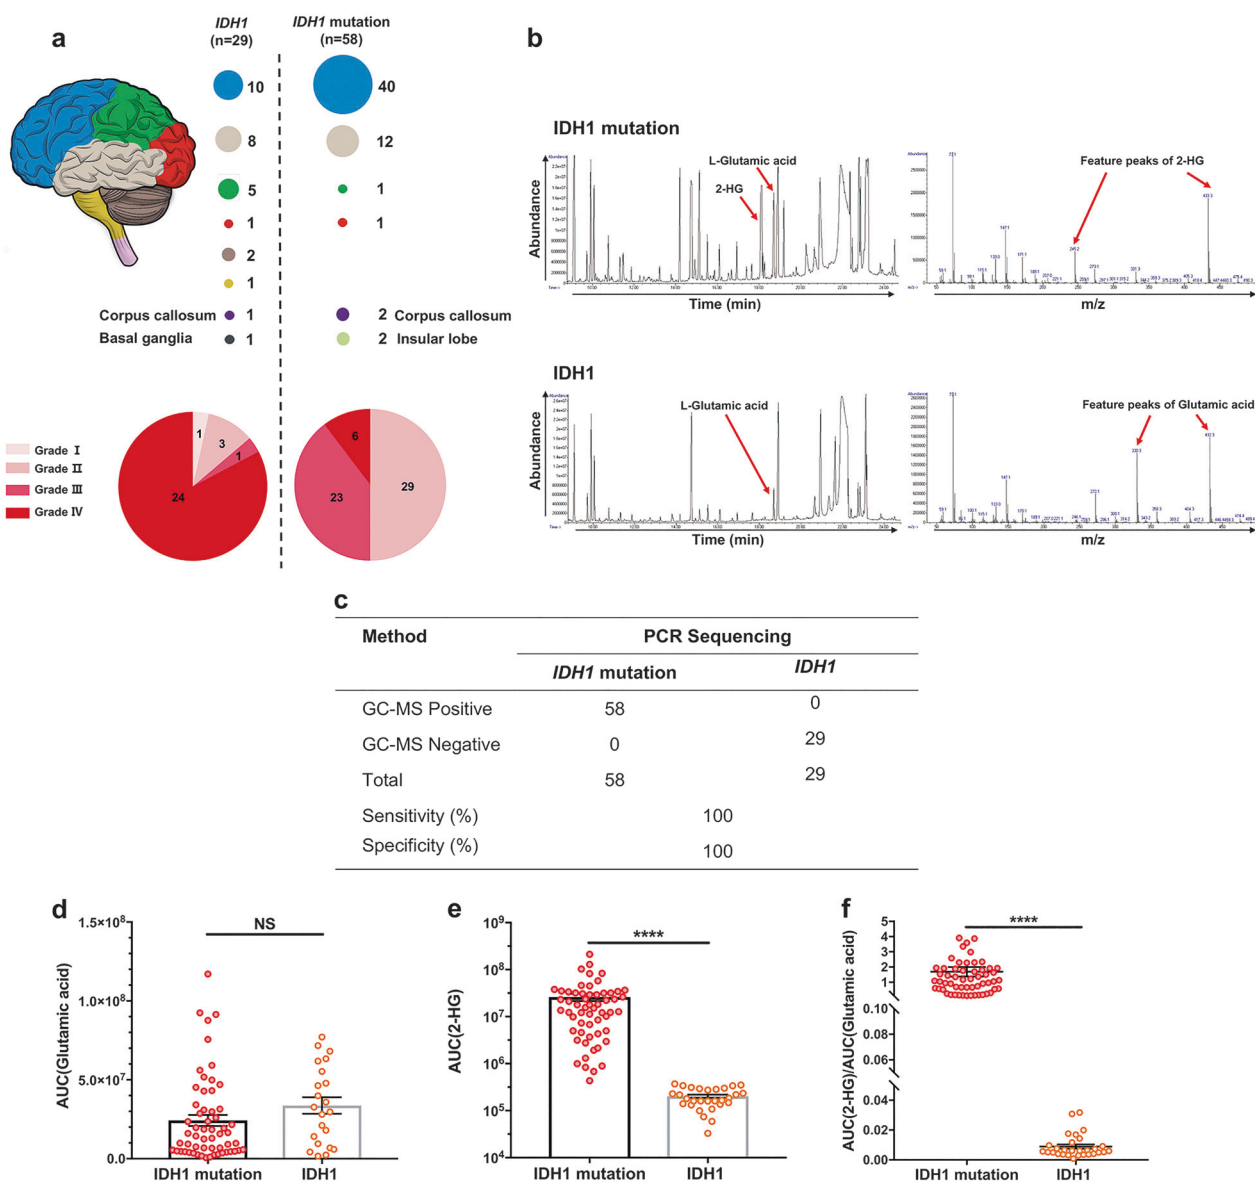 a
IDH1
(n=29)
IDH1 mutation
(n=58)
10
40
8
12
5
1
1
1
2
1
Corpus callosum 1
2 Corpus callosum
Basal ganglia 1
2 Insular lobe
Grade I
Grade II
Grade III
Grade IV
1
3
1
24
6
23
29
b
IDH1 mutation
Abundance
L-Glutamic acid
2-HG
Time (min)
Feature peaks of 2-HG
m/z
IDH1
Abundance
L-Glutamic acid
Time (min)
Feature peaks of Glutamic acid
m/z
c
Method PCR Sequencing
IDH1 mutation IDH1
GC-MS Positive 58 0
GC-MS Negative 0 29
Total 58 29
Sensitivity (%) 100
Specificity (%) 100
d
AUC(Glutamic acid)
1.5×10⁸
1.0×10⁸
5.0×10⁷
0.0
NS
IDH1 mutation IDH1
e
AUC(2-HG)
10⁹
10⁸
10⁷
10⁶
10⁵
10⁴
****
IDH1 mutation IDH1
f
AUC(2-HG)/AUC(Glutamic acid)
5
4
3
2
1
0.10
0.08
0.06
0.04
0.02
0.00
****
IDH1 mutation IDH1